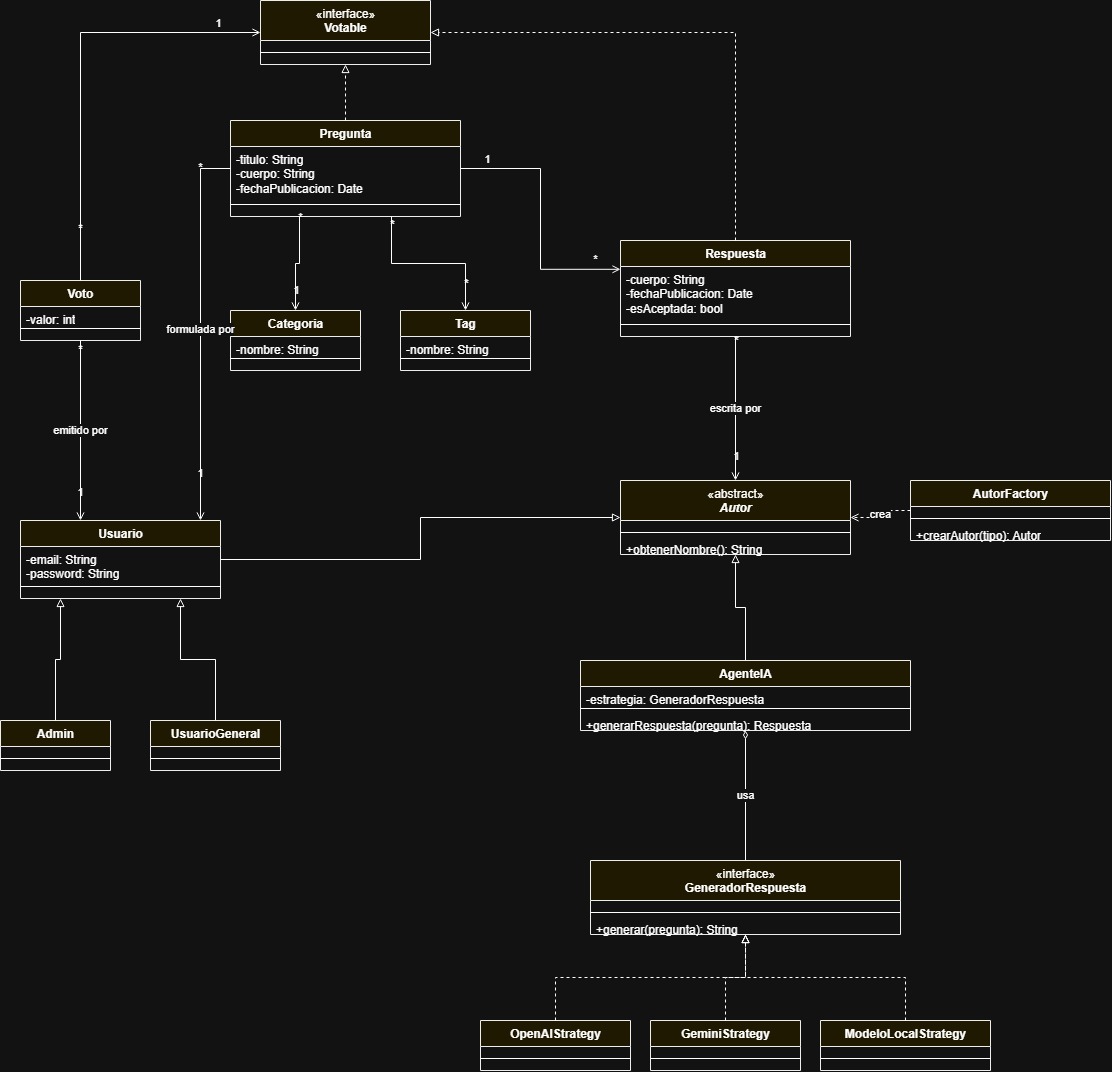 «interface»
Votable
1
*
Pregunta
-titulo: String
-cuerpo: String
-fechaPublicacion: Date
*
1
*
*
*
1
*
formulada por
1
Respuesta
-cuerpo: String
-fechaPublicacion: Date
-esAceptada: bool
*
escrita por
1
Voto
-valor: int
*
emitido por
1
Categoria
-nombre: String
Tag
-nombre: String
«abstract»
Autor
+obtenerNombre(): String
crea
AutorFactory
+crearAutor(tipo): Autor
Usuario
-email: String
-password: String
Admin
UsuarioGeneral
AgenteIA
-estrategia: GeneradorRespuesta
+generarRespuesta(pregunta): Respuesta
usa
«interface»
GeneradorRespuesta
+generar(pregunta): String
OpenAIStrategy
GeminiStrategy
ModeloLocalStrategy